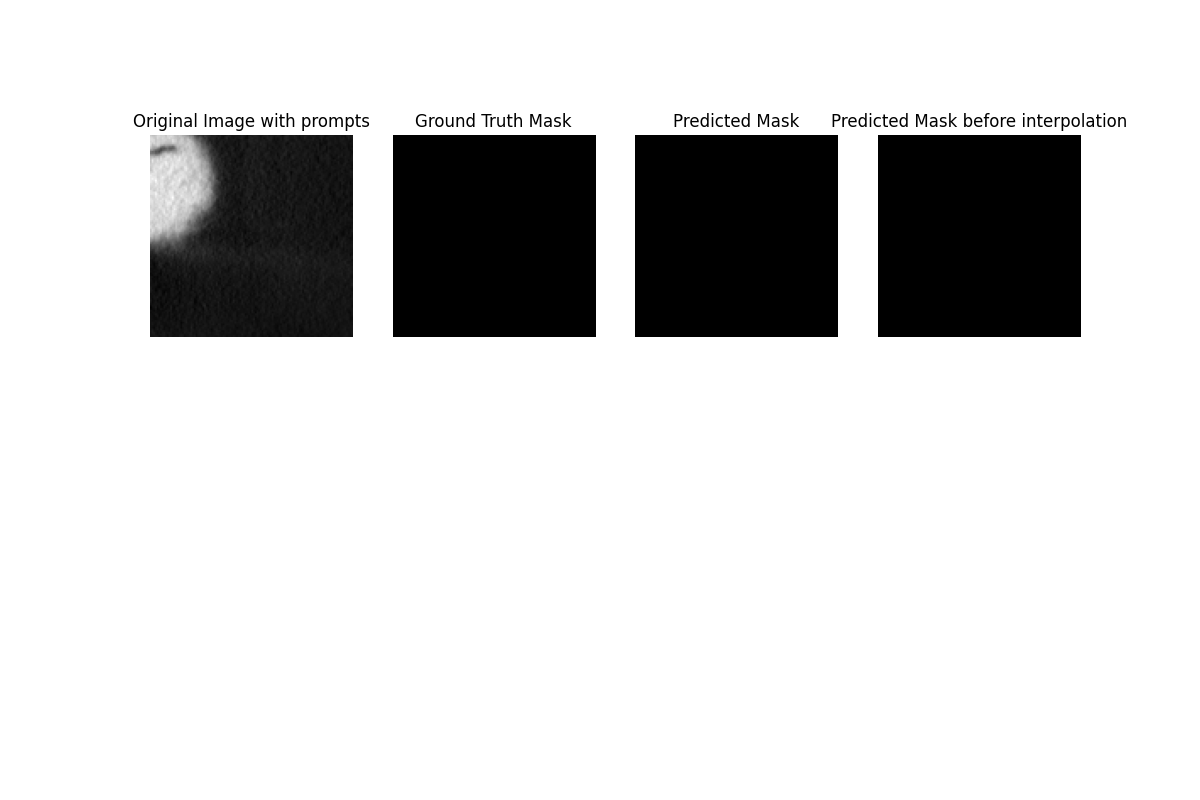 Original Image with prompts
Ground Truth Mask
Predicted Mask
Predicted Mask before interpolation